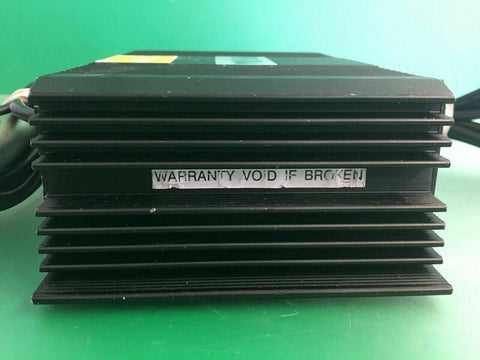 WARRANTY VOID IF BROKEN